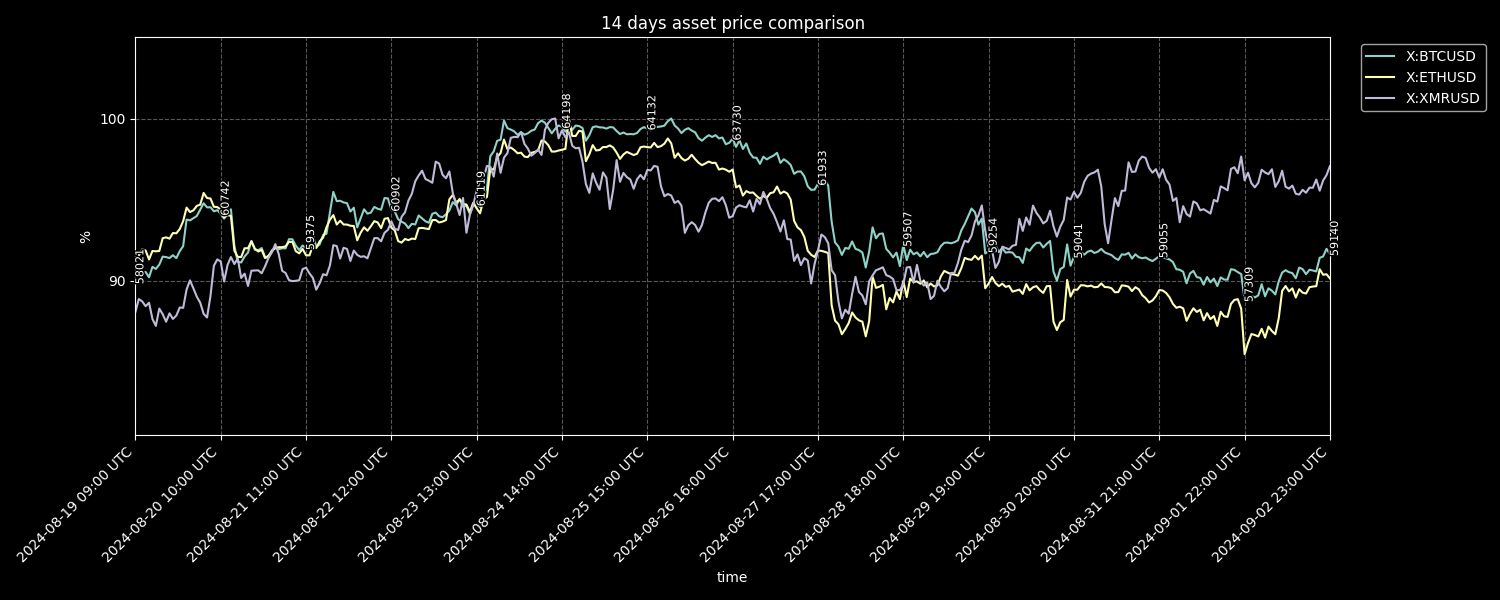 14 days asset price comparison
X:BTCUSD
X:ETHUSD
X:XMRUSD
100
90
%
58021
60742
59375
60902
61119
64198
64132
63730
61933
59507
59254
59041
59055
57309
59140
2024-08-19 09:00 UTC
2024-08-20 10:00 UTC
2024-08-21 11:00 UTC
2024-08-22 12:00 UTC
2024-08-23 13:00 UTC
2024-08-24 14:00 UTC
2024-08-25 15:00 UTC
2024-08-26 16:00 UTC
2024-08-27 17:00 UTC
2024-08-28 18:00 UTC
2024-08-29 19:00 UTC
2024-08-30 20:00 UTC
2024-08-31 21:00 UTC
2024-09-01 22:00 UTC
2024-09-02 23:00 UTC
time